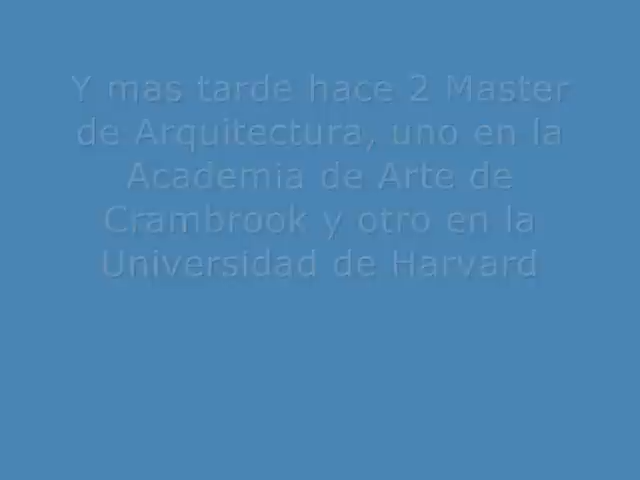 Y mas tarde hace 2 Master
de Arquitectura, uno en la
Academia de Arte de
Crambrook y otro en la
Universidad de Harvard